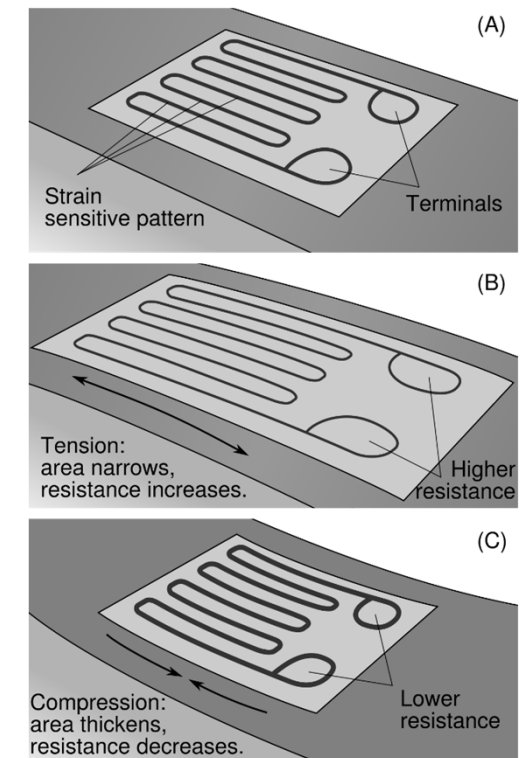 (A)
Strain
sensitive pattern
Terminals
(B)
Tension:
area narrows,
resistance increases.
Higher
resistance
(C)
Compression:
area thickens,
resistance decreases.
Lower
resistance